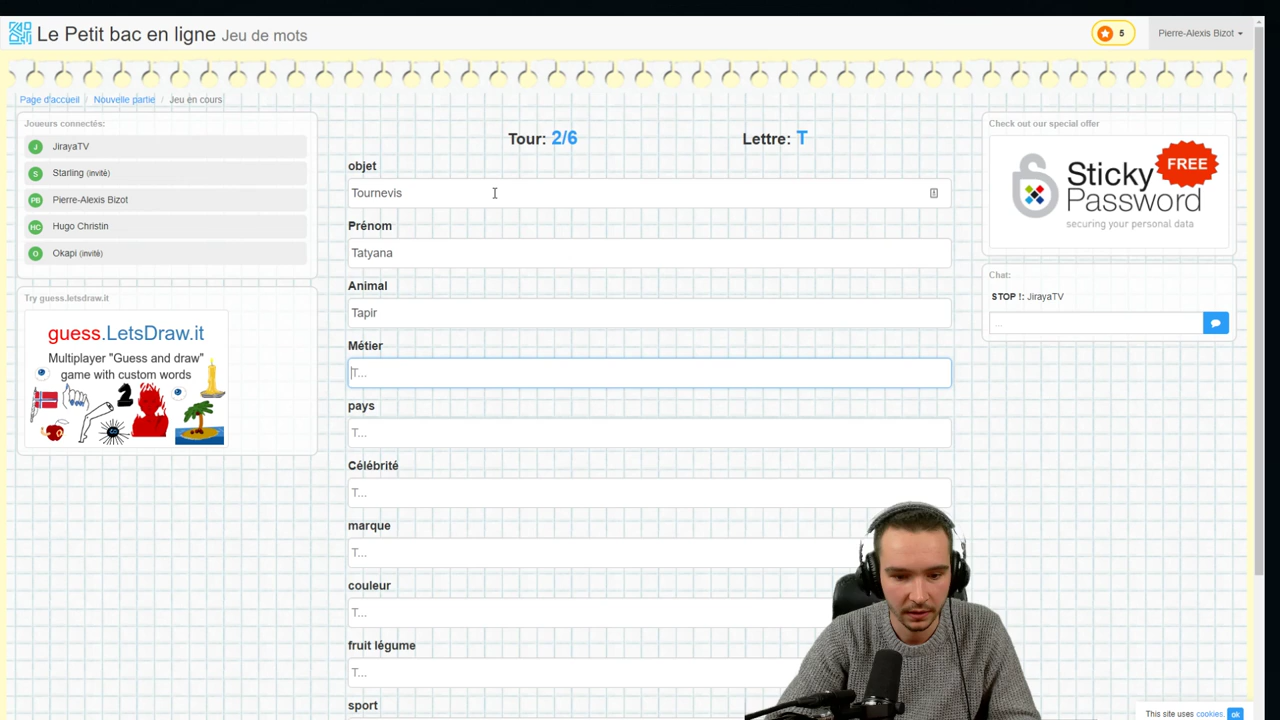 Le Petit bac en ligne Jeu de mots
5
Pierre-Alexis Bizot
Page d'accueil / Nouvelle partie / Jeu en cours
Joueurs connectés:
J JirayaTV
S Starling (invité)
PB Pierre-Alexis Bizot
HC Hugo Christin
O Okapi (invité)
Try guess.letsdraw.it
guess.LetsDraw.it
Multiplayer "Guess and draw"
game with custom words
Tour: 2/6
Lettre: T
objet
Tournevis
Prénom
Tatyana
Animal
Tapir
Métier
T...
pays
T...
Célébrité
T...
marque
T...
couleur
T...
fruit légume
T...
sport
Check out our special offer
FREE
Sticky
Password
securing your personal data
Chat:
STOP !: JirayaTV
...
This site uses cookies. ok